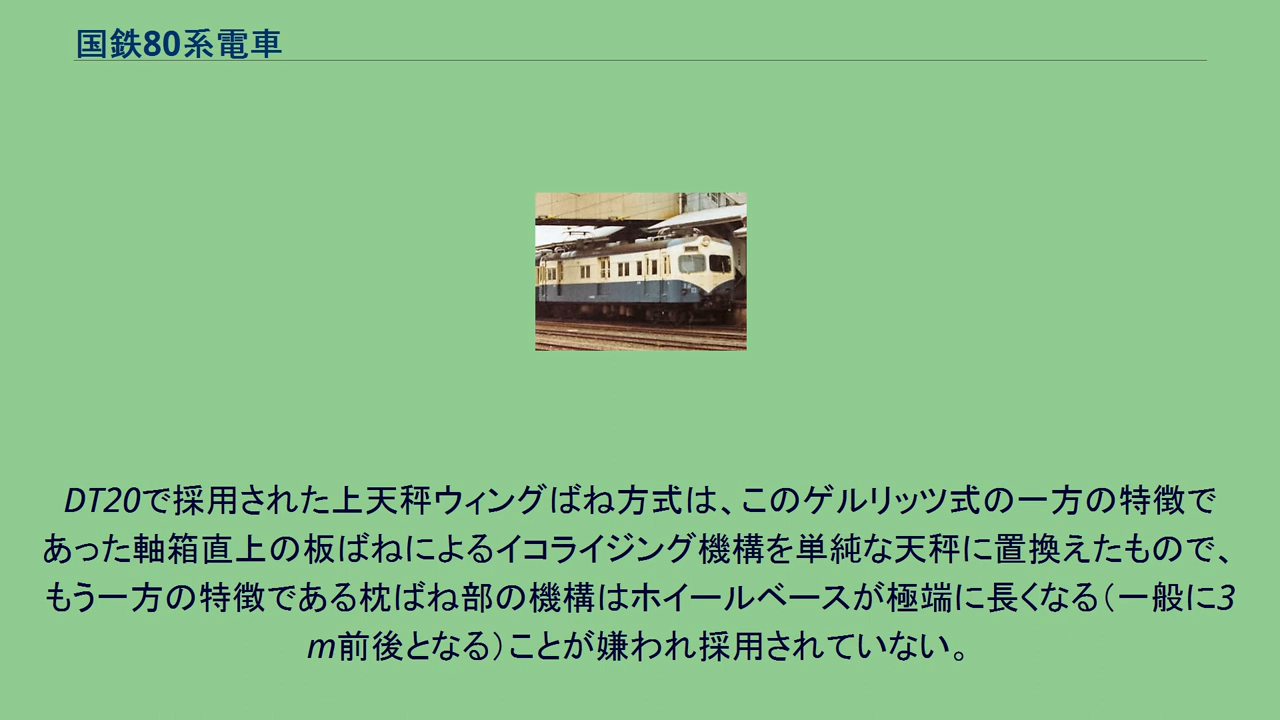 国鉄80系電車
DT20で採用された上天秤ウィングばね方式は、このゲルリッツ式の一方の特徴で
あった軸箱直上の板ばねによるイコライジング機構を単純な天秤に置換えたもので、
もう一方の特徴である枕ばね部の機構はホイールベースが極端に長くなる（一般に3
m前後となる）ことが嫌われ採用されていない。